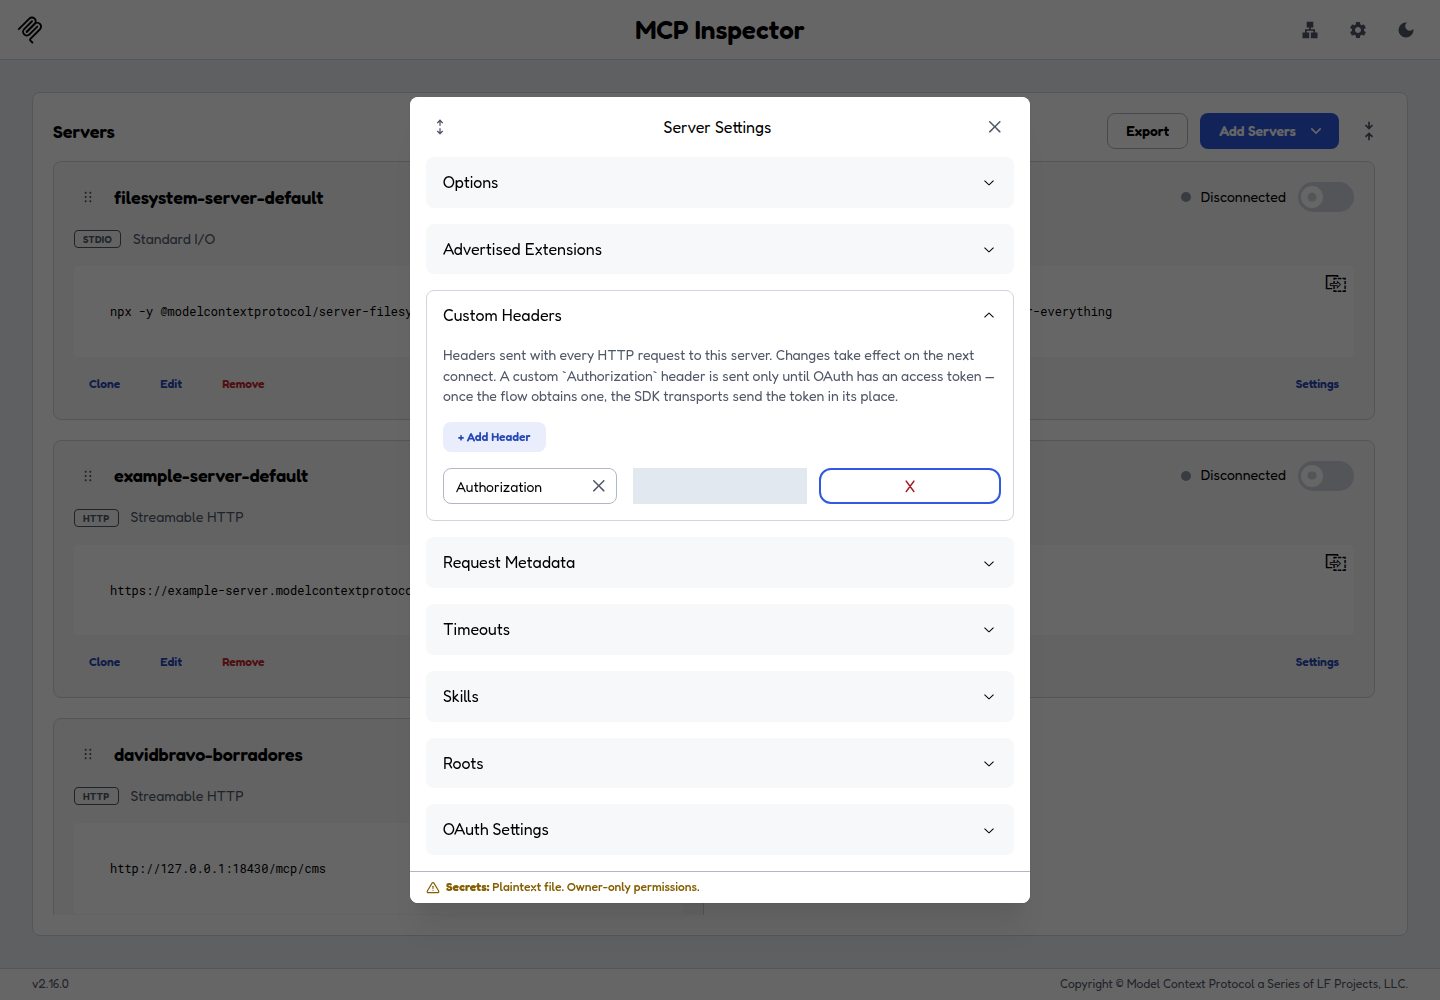 MCP Inspector
Servers
Export
Add Servers
filesystem-server-default
Disconnected
STDIO
Standard I/O
npx -y @modelcontextprotocol/server-filesy
r-everything
Clone
Edit
Remove
Settings
example-server-default
Disconnected
HTTP
Streamable HTTP
https://example-server.modelcontextprotoco
Clone
Edit
Remove
Settings
davidbravo-borradores
HTTP
Streamable HTTP
http://127.0.0.1:18430/mcp/cms
Server Settings
Options
Advertised Extensions
Custom Headers
Headers sent with every HTTP request to this server. Changes take effect on the next
connect. A custom `Authorization` header is sent only until OAuth has an access token —
once the flow obtains one, the SDK transports send the token in its place.
+ Add Header
Authorization
X
Request Metadata
Timeouts
Skills
Roots
OAuth Settings
Secrets: Plaintext file. Owner-only permissions.
v2.16.0
Copyright © Model Context Protocol a Series of LF Projects, LLC.